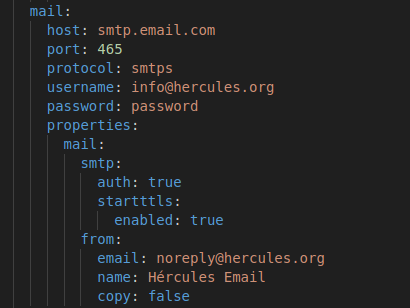 mail:
host: smtp.email.com
port: 465
protocol: smtps
username: info@hercules.org
password: password
properties:
mail:
smtp:
auth: true
startttls:
enabled: true
from:
email: noreply@hercules.org
name: Hércules Email
copy: false